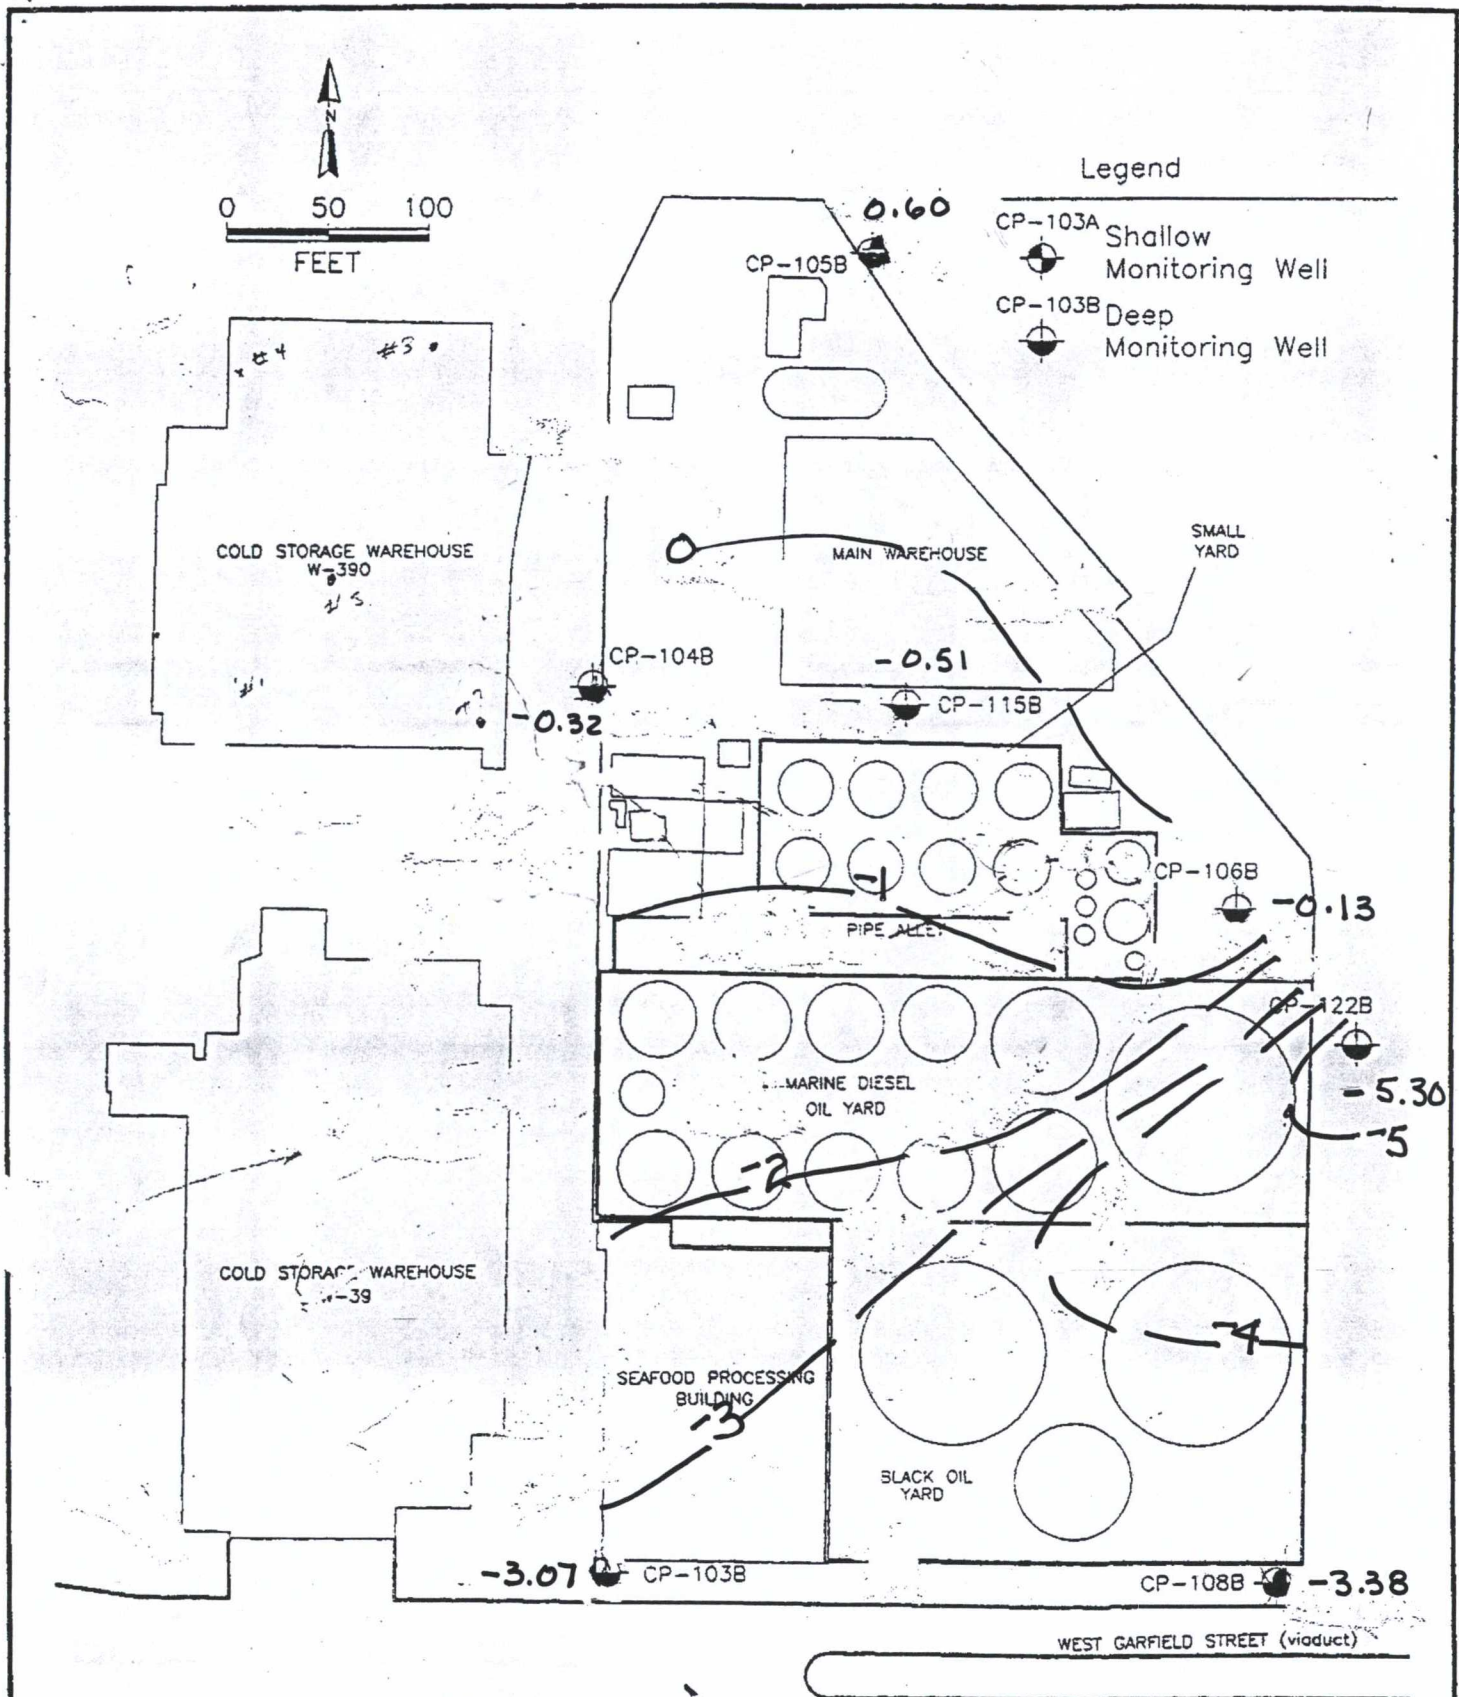 N
0 50 100
FEET
Legend
CP-103A
Shallow
Monitoring Well
CP-103B
Deep
Monitoring Well
0.60
CP-105B
#4
#3
COLD STORAGE WAREHOUSE
W-390
#5
#1
0
MAIN WAREHOUSE
SMALL
YARD
CP-104B
-0.32
-0.51
CP-115B
-1
CP-106B
-0.13
PIPE ALLEY
CP-122B
-5.30
-5
MARINE DIESEL
OIL YARD
-2
COLD STORAGE WAREHOUSE
-39
-4
SEAFOOD PROCESSING
BUILDING
-3
BLACK OIL
YARD
-3.07
CP-103B
CP-108B
-3.38
WEST GARFIELD STREET (viaduct)